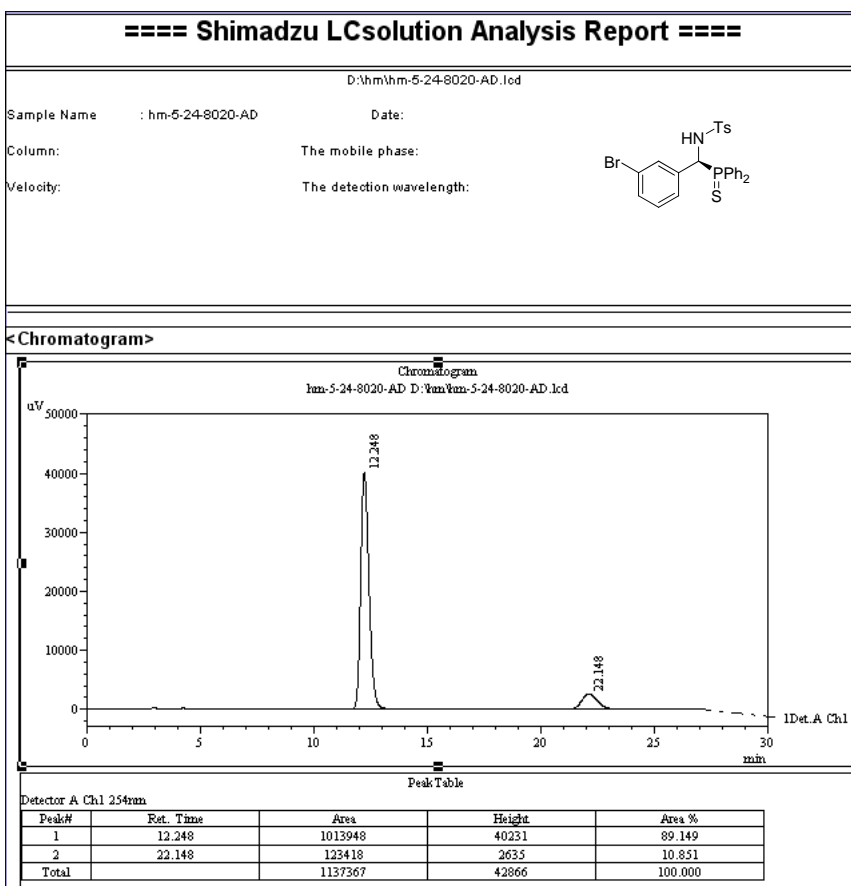 ==== Shimadzu LCsolution Analysis Report ====
D:\hm\hm-5-24-8020-AD.lcd
Sample Name : hm-5-24-8020-AD Date:
Column: The mobile phase:
Velocity: The detection wavelength:
HN Ts
Br
PPh2
S
<Chromatogram>
Chromatogram
hm-5-24-8020-AD D:\hm\hm-5-24-8020-AD.lcd
uV
50000
40000
30000
20000
10000
0
12.248
22.148
1Det.A Ch1
0 5 10 15 20 25 30
min
PeakTable
Detector A Ch1 254nm
Peak# Ret. Time Area Height Area %
1 12.248 1013948 40231 89.149
2 22.148 123418 2635 10.851
Total 1137367 42866 100.000